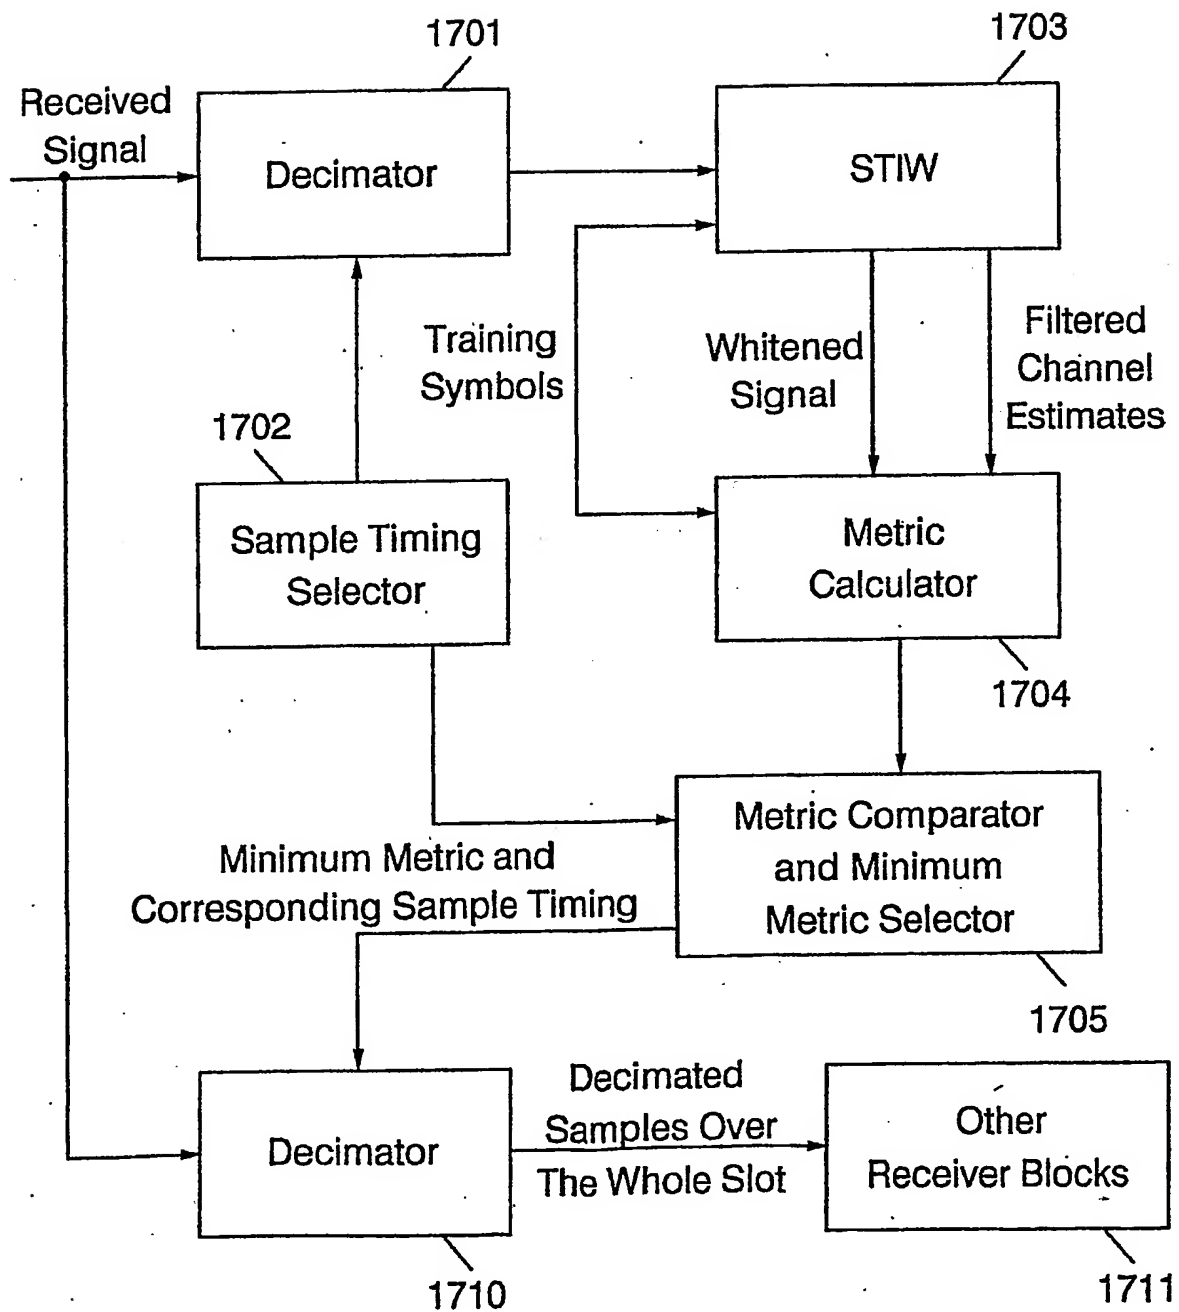 1701
1703
Received
Signal
Decimator
STIW
Training
Symbols
Whitened
Signal
Filtered
Channel
Estimates
1702
Sample Timing
Selector
Metric
Calculator
1704
Metric Comparator
and Minimum
Metric Selector
Minimum Metric and
Corresponding Sample Timing
1705
Decimator
Decimated
Samples Over
The Whole Slot
Other
Receiver Blocks
1710
1711